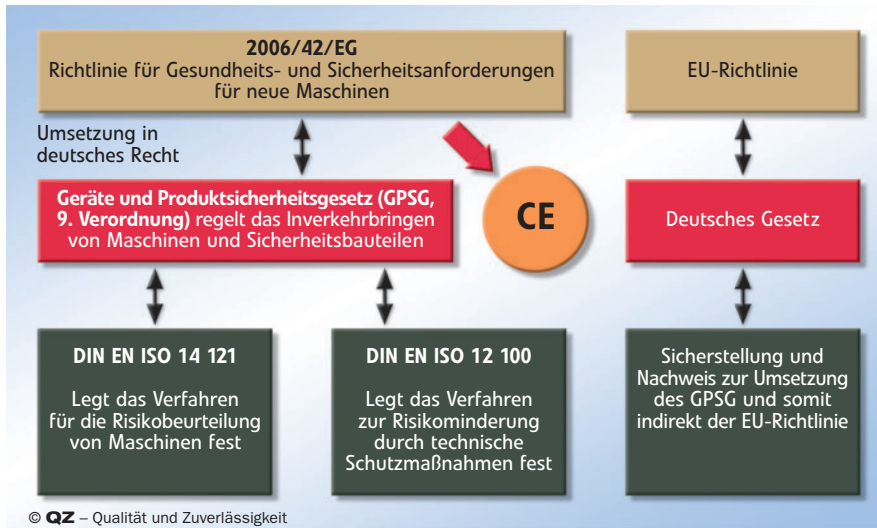 2006/42/EG
Richtlinie für Gesundheits- und Sicherheitsanforderungen
für neue Maschinen
EU-Richtlinie
Umsetzung in
deutsches Recht
Geräte und Produktsicherheitsgesetz (GPSG,
9. Verordnung) regelt das Inverkehrbringen
von Maschinen und Sicherheitsbauteilen
CE
Deutsches Gesetz
DIN EN ISO 14 121
Legt das Verfahren
für die Risikobeurteilung
von Maschinen fest
DIN EN ISO 12 100
Legt das Verfahren
zur Risikominderung
durch technische
Schutzmaßnahmen fest
Sicherstellung und
Nachweis zur Umsetzung
des GPSG und somit
indirekt der EU-Richtlinie
© QZ – Qualität und Zuverlässigkeit